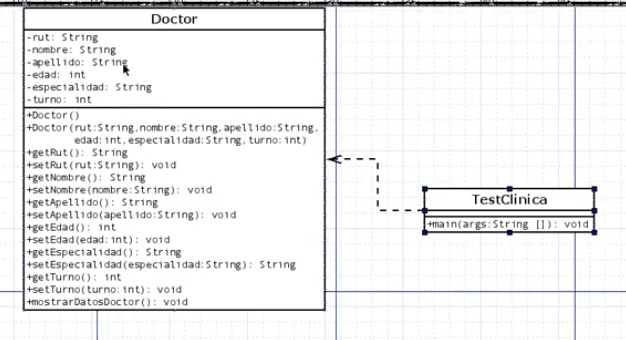 Doctor
-rut: String
-nombre: String
-apellido: String
-edad: int
-especialidad: String
-turno: int
+Doctor()
+Doctor(rut:String,nombre:String,apellido:String,
edad:int,especialidad:String,turno:int)
+getRut(): String
+setRut(rut:String): void
+getNombre(): String
+setNombre(nombre:String): void
+getApellido(): String
+setApellido(apellido:String): void
+getEdad(): int
+setEdad(edad:int): void
+getEspecialidad(): String
+setEspecialidad(especialidad:String): String
+getTurno(): int
+setTurno(turno:int): void
+mostrarDatosDoctor(): void
TestClinica
+main(args:String []): void